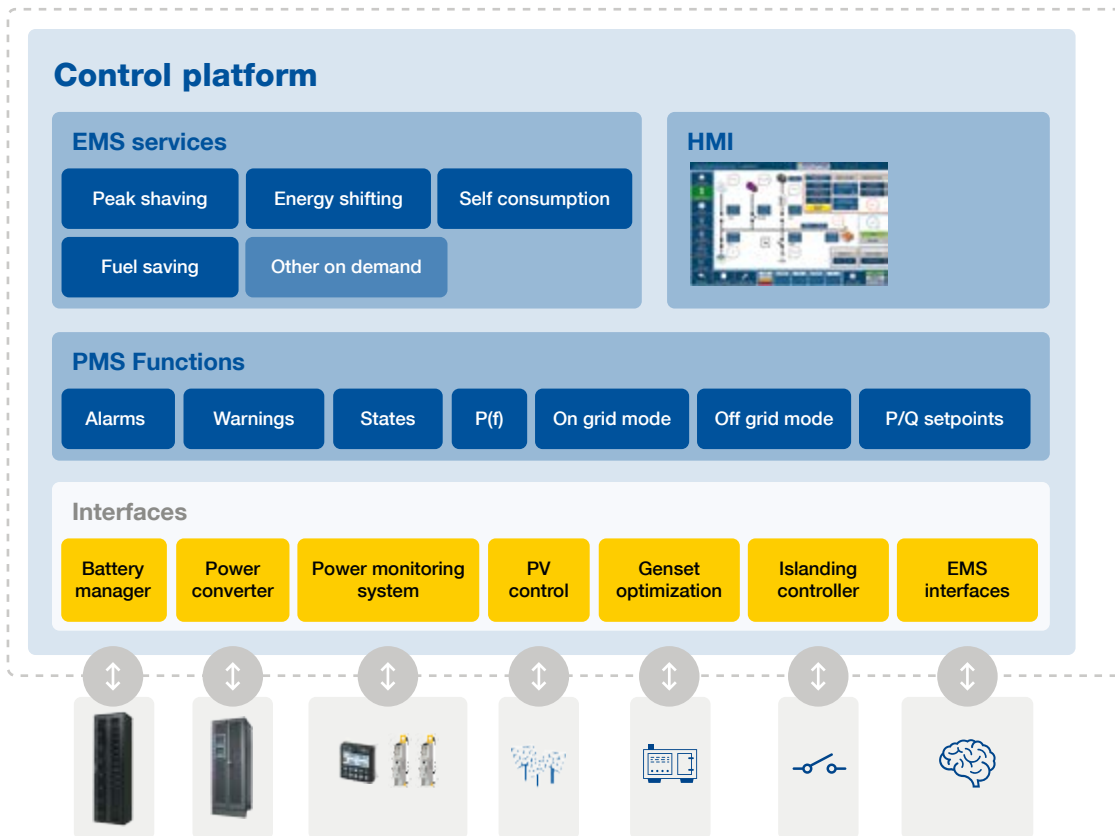 Control platform
EMS services
Peak shaving
Energy shifting
Self consumption
Fuel saving
Other on demand
HMI
PMS Functions
Alarms
Warnings
States
P(f)
On grid mode
Off grid mode
P/Q setpoints
Interfaces
Battery
manager
Power
converter
Power monitoring
system
PV
control
Genset
optimization
Islanding
controller
EMS
interfaces